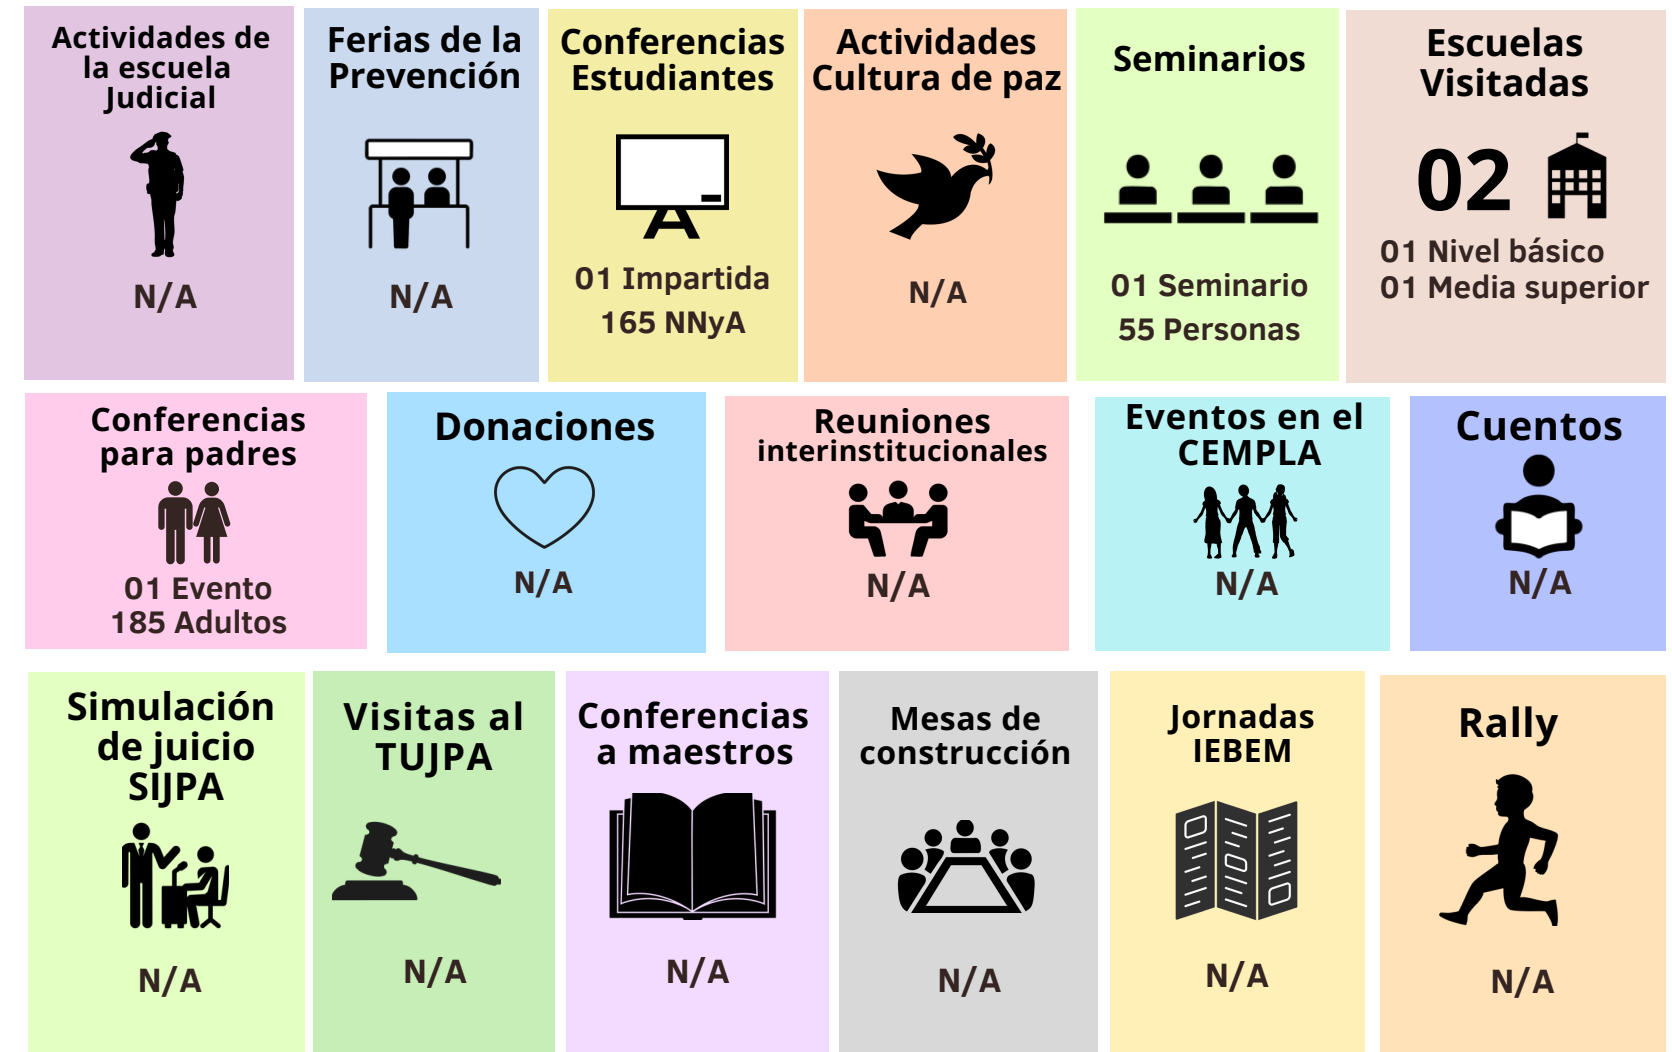 Actividades de
la escuela
Judicial
N/A
Ferias de la
Prevención
N/A
Conferencias
Estudiantes
01 Impartida
165 NNyA
Actividades
Cultura de paz
N/A
Seminarios
01 Seminario
55 Personas
Escuelas
Visitadas
02
01 Nivel básico
01 Media superior
Conferencias
para padres
01 Evento
185 Adultos
Donaciones
N/A
Reuniones
interinstitucionales
N/A
Eventos en el
CEMPLA
N/A
Cuentos
N/A
Simulación
de juicio
SIJPA
N/A
Visitas al
TUJPA
N/A
Conferencias
a maestros
N/A
Mesas de
construcción
N/A
Jornadas
IEBEM
N/A
Rally
N/A